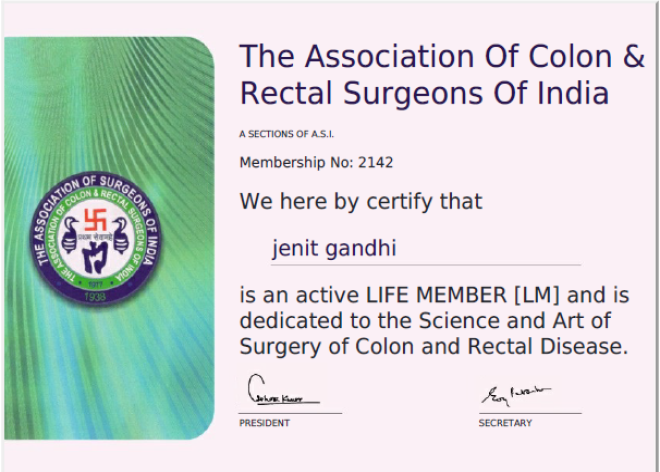 The Association Of Colon &
Rectal Surgeons Of India
A SECTIONS OF A.S.I.
Membership No: 2142
We here by certify that
jenit gandhi
is an active LIFE MEMBER [LM] and is
dedicated to the Science and Art of
Surgery of Colon and Rectal Disease.
PRESIDENT
SECRETARY
THE ASSOCIATION OF SURGEONS OF INDIA
THE ASSOCIATION OF COLON & RECTAL SURGEONS OF INDIA
1977
1938